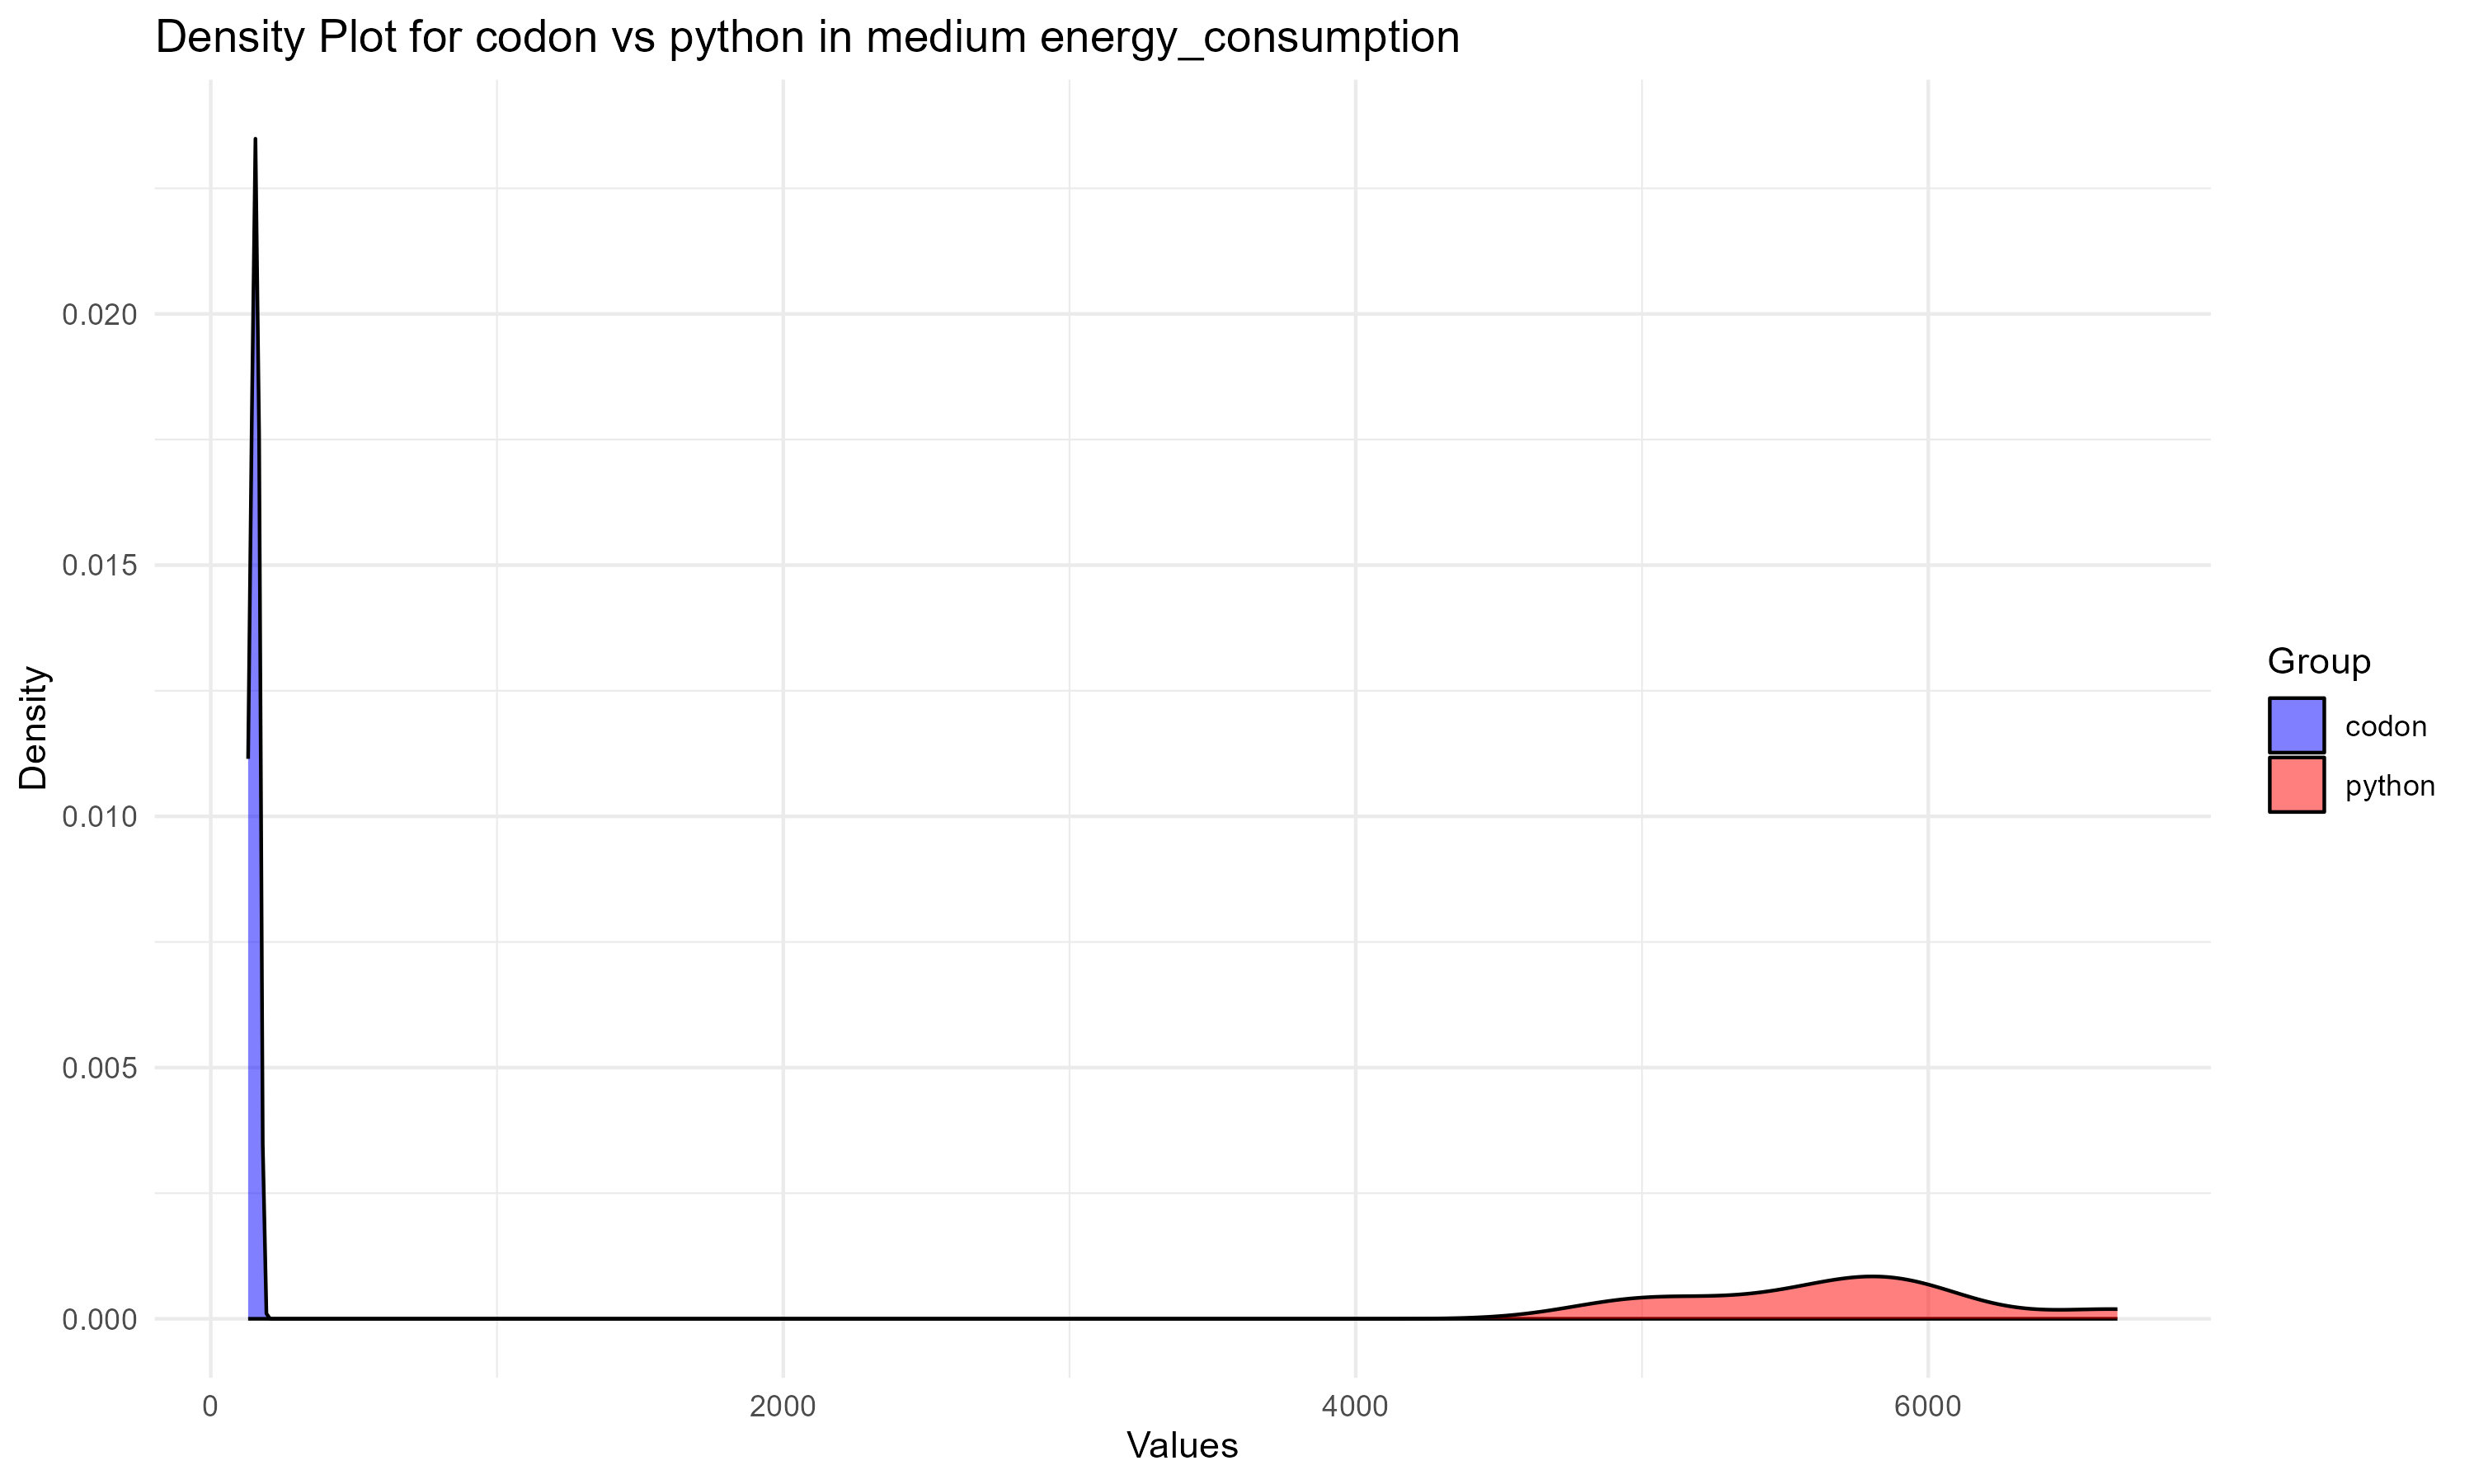 Density Plot for codon vs python in medium energy_consumption
Density
0.020
0.015
0.010
0.005
0.000
0
2000
4000
6000
Values
Group
codon
python